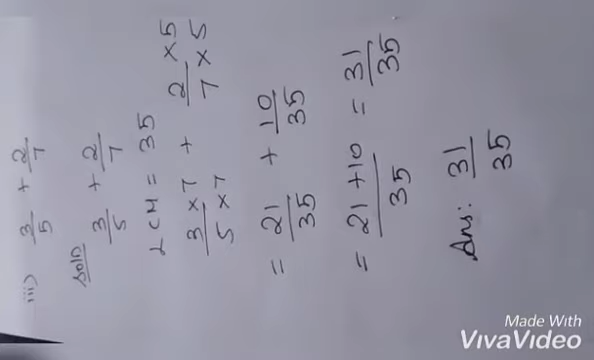 iii) 3/5 + 2/7
Soln
3/5 + 2/7
LCM = 35
3 × 7 / 5 × 7 + 2 × 5 / 7 × 5
= 21/35 + 10/35
= 21 + 10 / 35 = 31/35
Ans: 31/35
Made With
VivaVideo